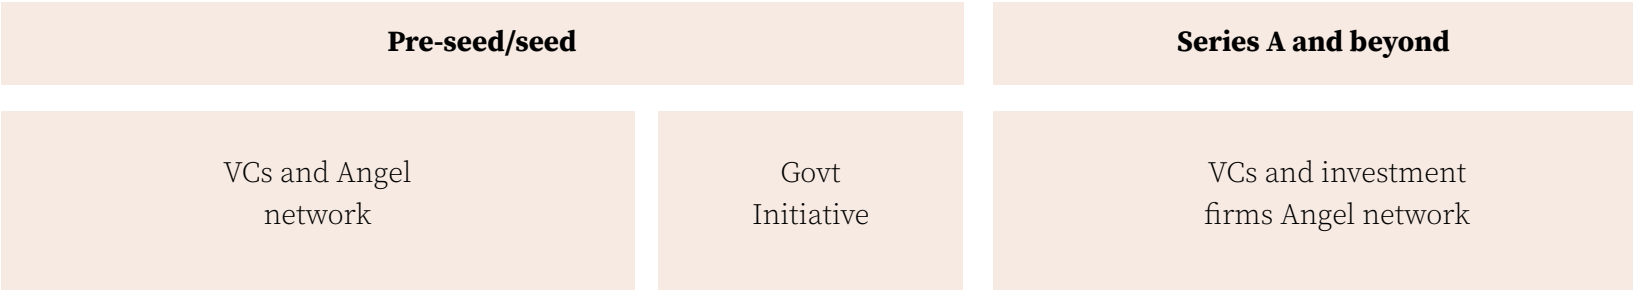 Pre-seed/seed
Series A and beyond
VCs and Angel
network
Govt
Initiative
VCs and investment
firms Angel network